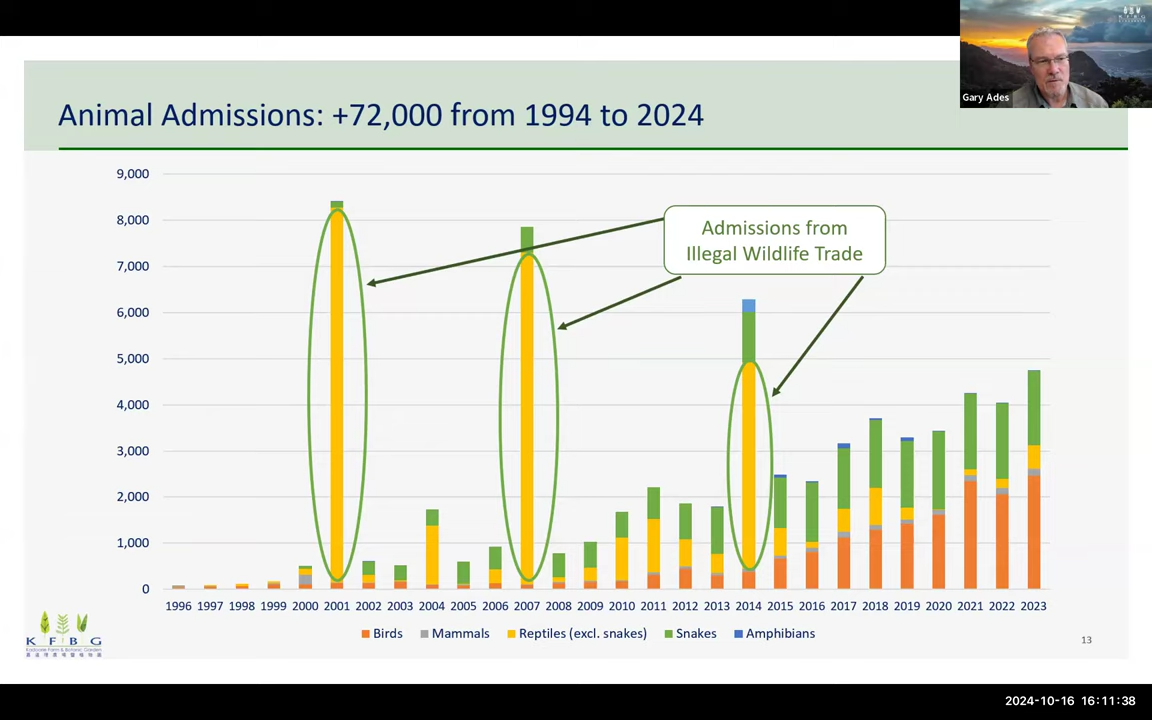 Gary Ades
Animal Admissions: +72,000 from 1994 to 2024
9,000
8,000
7,000
6,000
5,000
4,000
3,000
2,000
1,000
0
Admissions from
Illegal Wildlife Trade
1996 1997 1998 1999 2000 2001 2002 2003 2004 2005 2006 2007 2008 2009 2010 2011 2012 2013 2014 2015 2016 2017 2018 2019 2020 2021 2022 2023
Birds Mammals Reptiles (excl. snakes) Snakes Amphibians
K F B G
Kadoorie Farm & Botanic Garden
13
2024-10-16 16:11:38